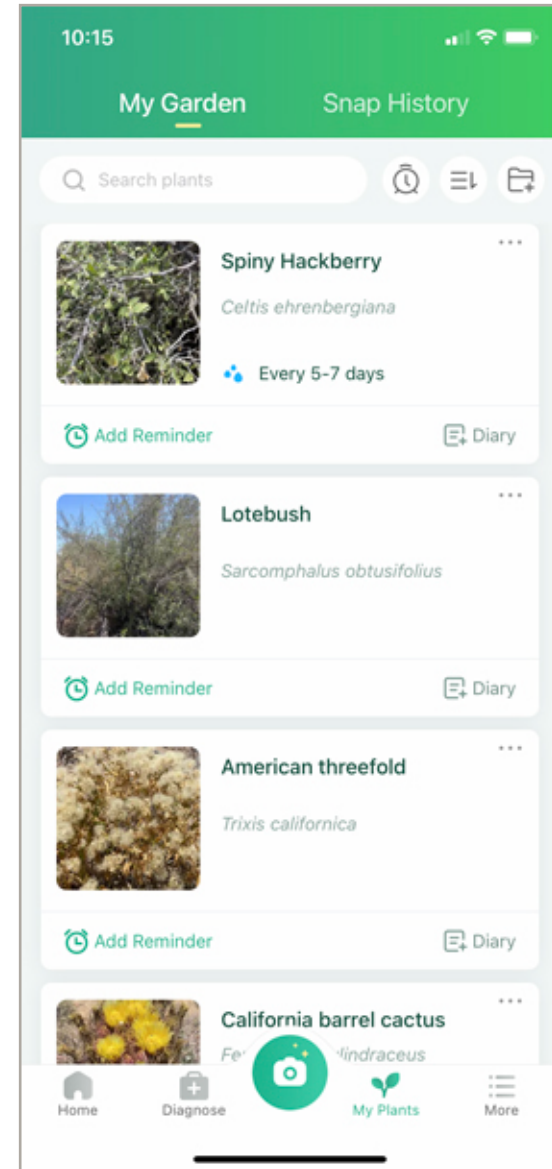 10:15
My Garden Snap History
Search plants
Spiny Hackberry
Celtis ehrenbergiana
Every 5-7 days
Add Reminder Diary
Lotebush
Sarcomphalus obtusifolius
Add Reminder Diary
American threefold
Trixis californica
Add Reminder Diary
California barrel cactus
Home Diagnose My Plants More